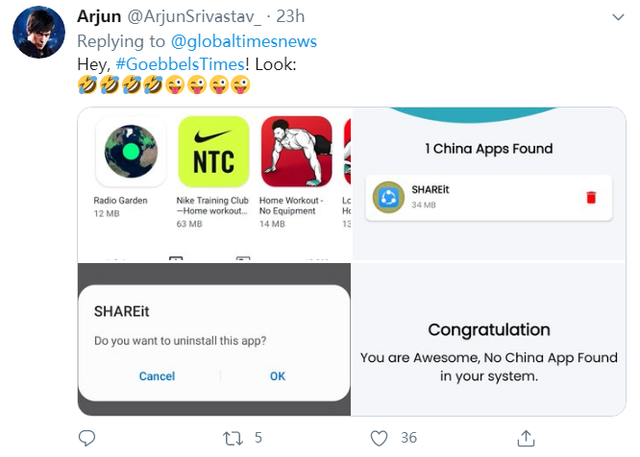 Arjun @ArjunSrivastav_ · 23h
Replying to @globaltimesnews
Hey, #GoebbelsTimes! Look:
🤣🤣🤣🤣😜😜😜😜
NTC
Radio Garden
12 MB
Nike Training Club
–Home workout...
63 MB
Home Workout -
No Equipment
14 MB
1 China Apps Found
SHAREit
34 MB
SHAREit
Do you want to uninstall this app?
Cancel
OK
Congratulation
You are Awesome, No China App Found
in your system.
5
36